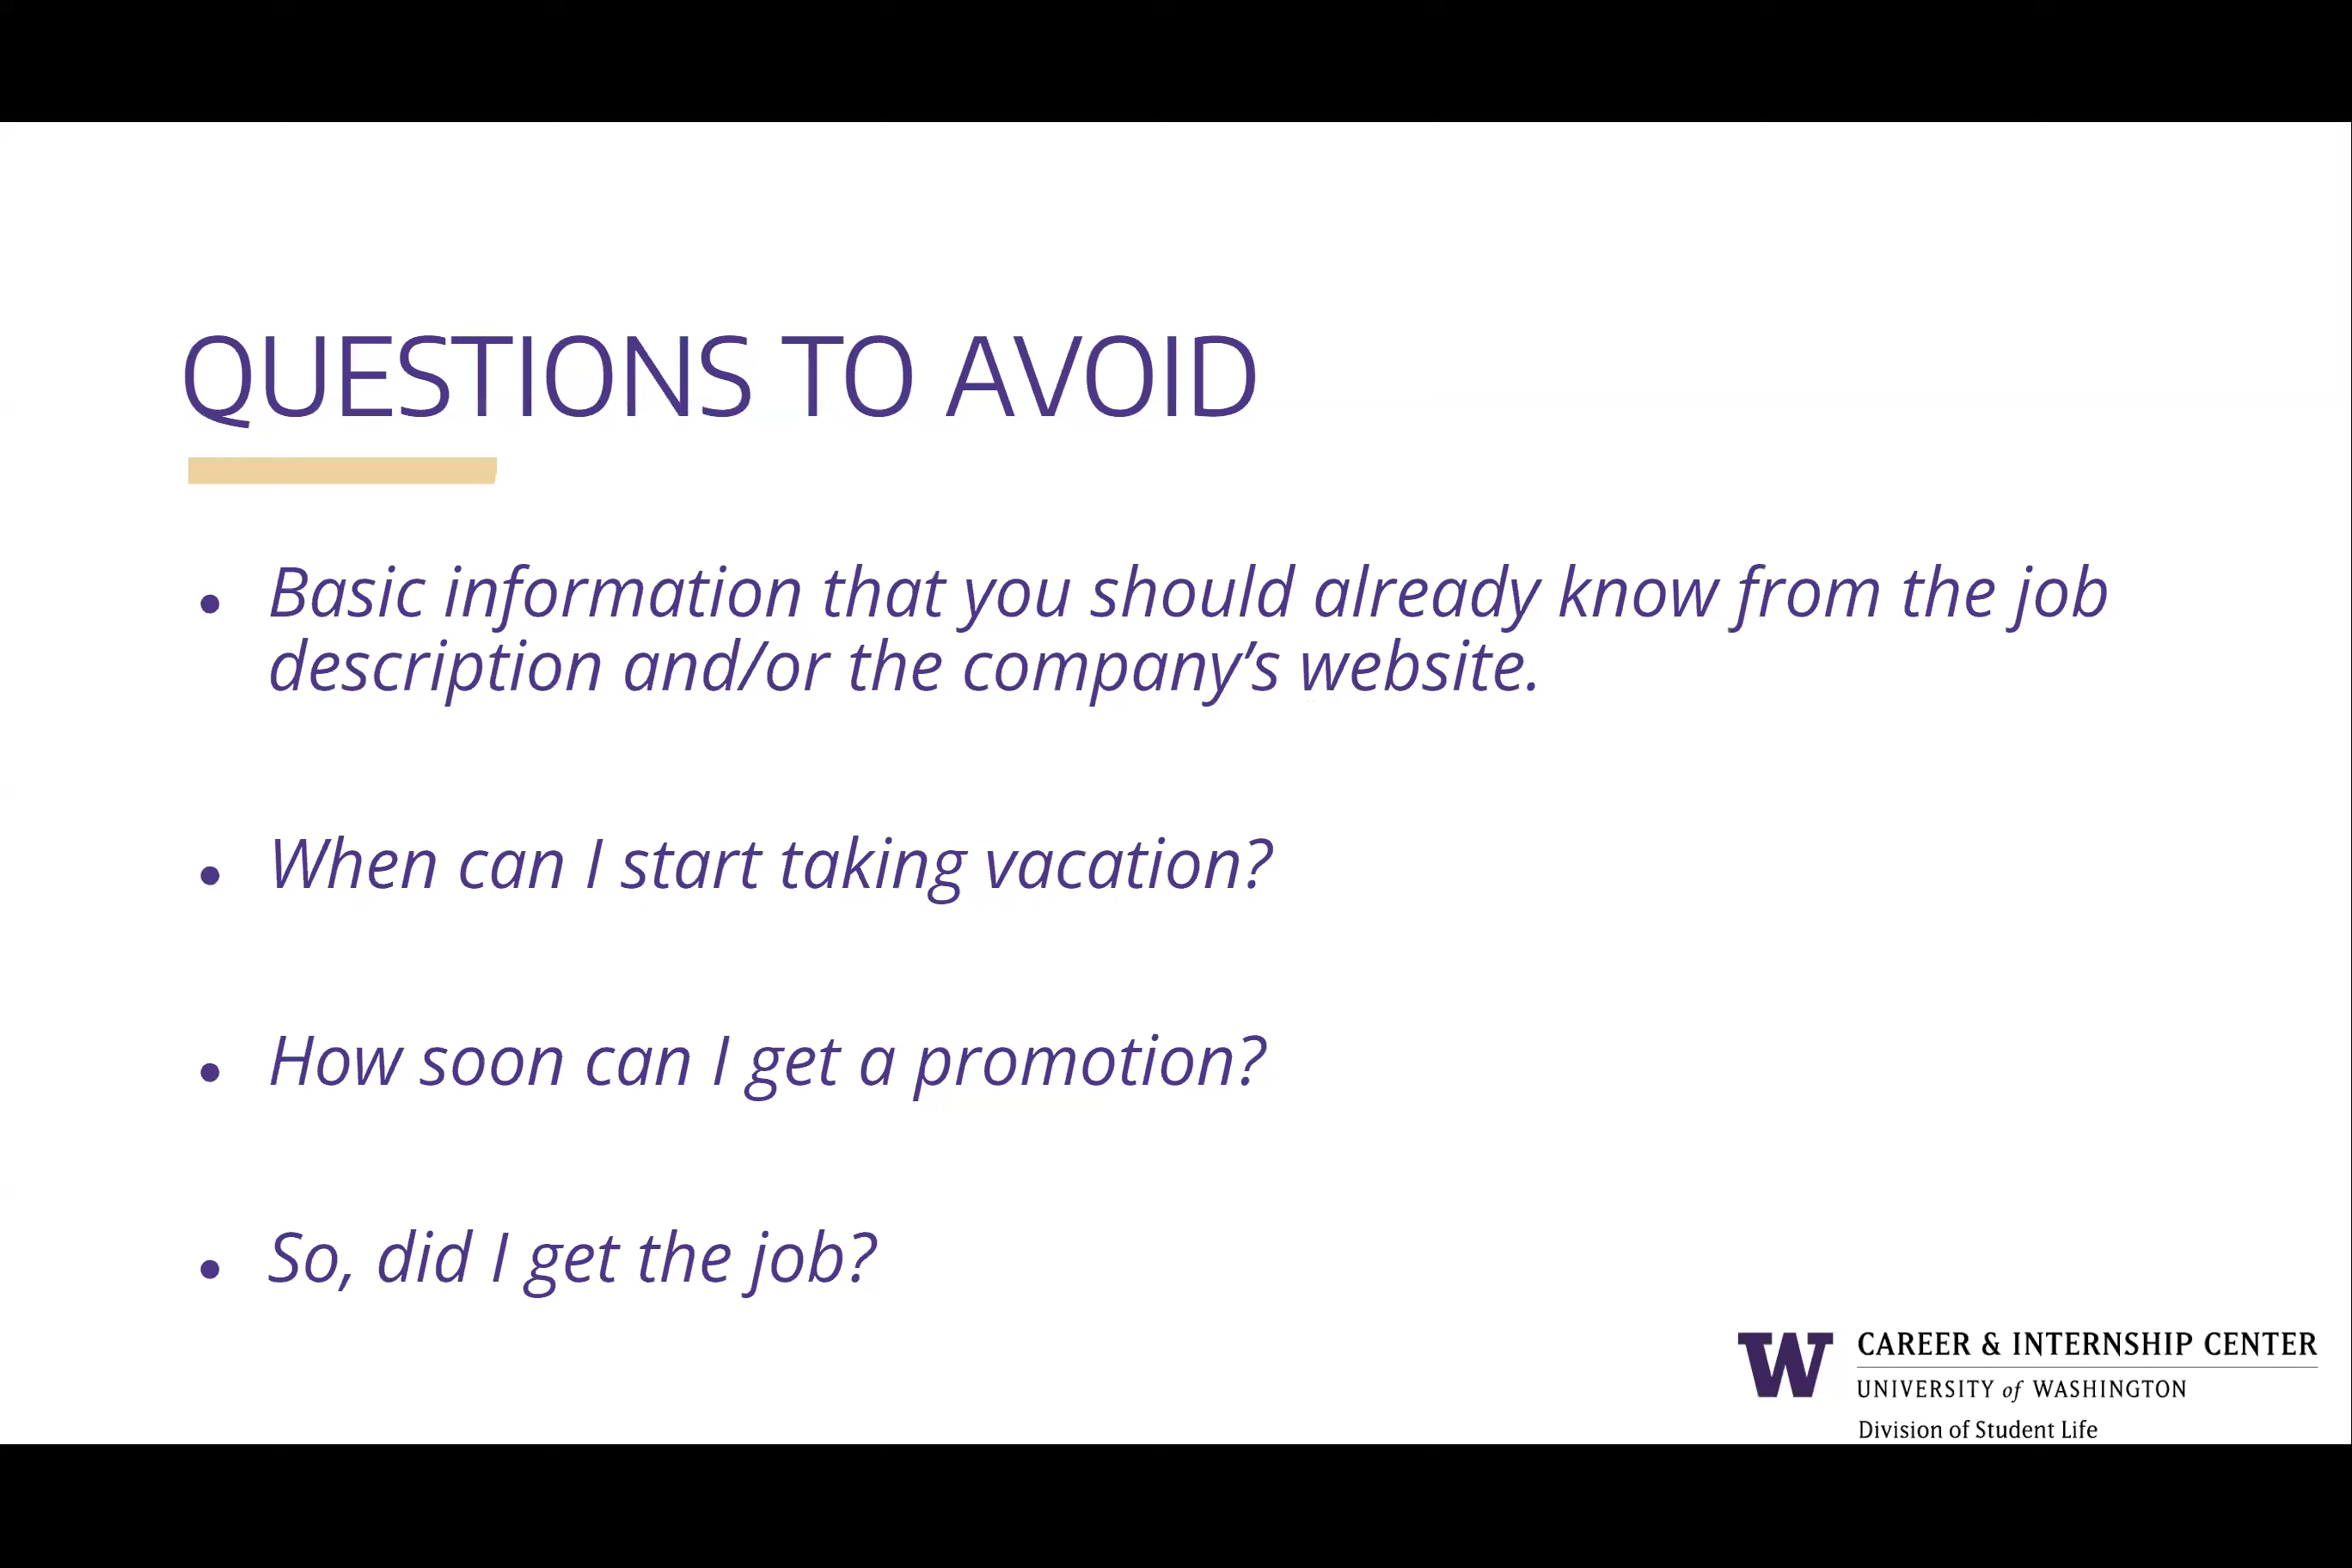 QUESTIONS TO AVOID
• Basic information that you should already know from the job
description and/or the company’s website.
• When can I start taking vacation?
• How soon can I get a promotion?
• So, did I get the job?
W
CAREER & INTERNSHIP CENTER
UNIVERSITY of WASHINGTON
Division of Student Life